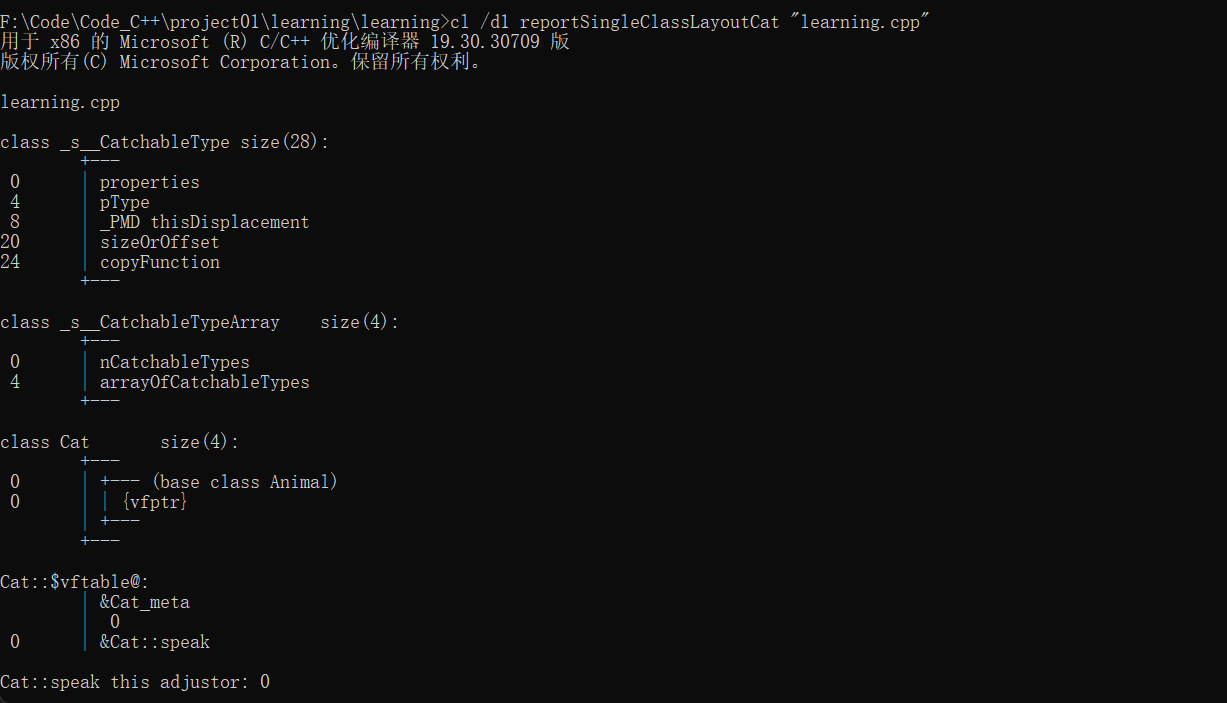 F:\Code\Code_C++\project01\learning\learning>cl /d1 reportSingleClassLayoutCat "learning.cpp"
用于 x86 的 Microsoft (R) C/C++ 优化编译器 19.30.30709 版
版权所有(C) Microsoft Corporation。保留所有权利。
learning.cpp
class _s__CatchableType size(28):
+---
0 | properties
4 | pType
8 | _PMD thisDisplacement
20 | sizeOrOffset
24 | copyFunction
+---
class _s__CatchableTypeArray size(4):
+---
0 | nCatchableTypes
4 | arrayOfCatchableTypes
+---
class Cat size(4):
+---
0 | +--- (base class Animal)
0 | | {vfptr}
| +---
+---
Cat::$vftable@:
| &Cat_meta
| 0
0 | &Cat::speak
Cat::speak this adjustor: 0